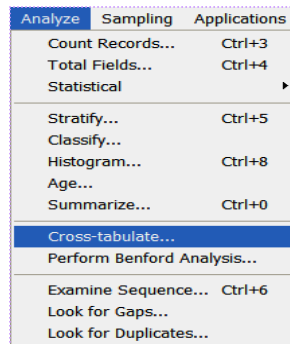 Analyze Sampling Applications
Count Records... Ctrl+3
Total Fields... Ctrl+4
Statistical
Stratify... Ctrl+5
Classify...
Histogram... Ctrl+8
Age...
Summarize... Ctrl+0
Cross-tabulate...
Perform Benford Analysis...
Examine Sequence... Ctrl+6
Look for Gaps...
Look for Duplicates...